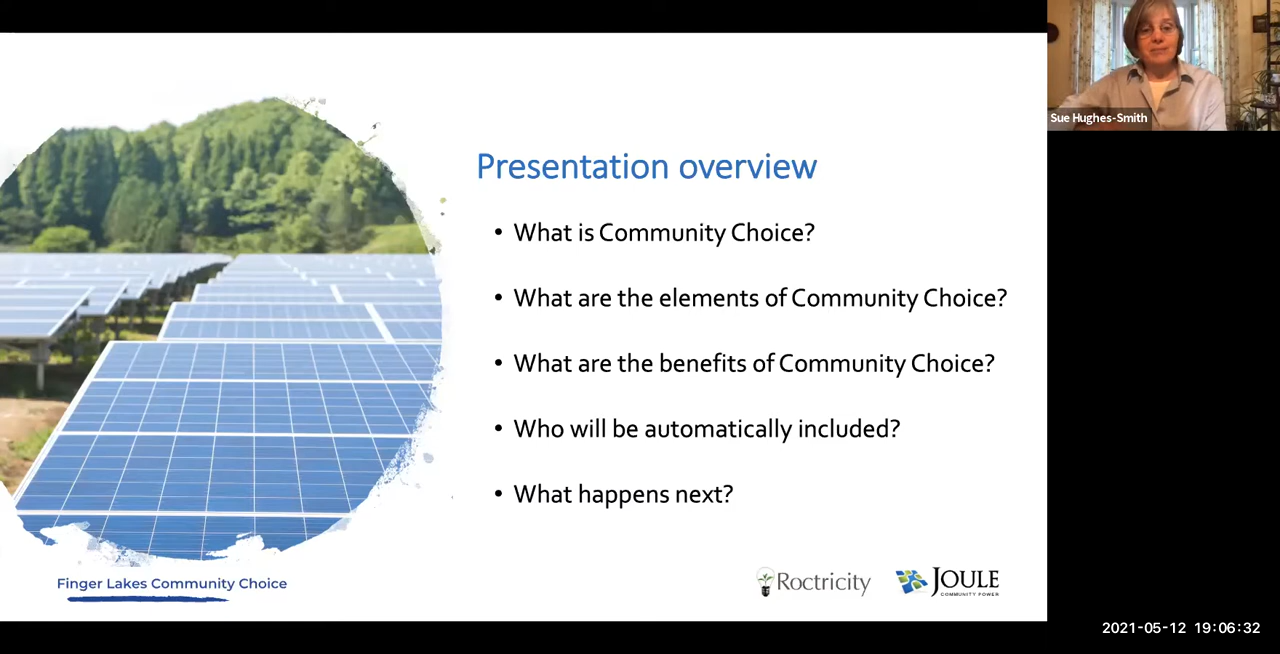 Sue Hughes-Smith
Presentation overview
• What is Community Choice?
• What are the elements of Community Choice?
• What are the benefits of Community Choice?
• Who will be automatically included?
• What happens next?
Finger Lakes Community Choice
Roctricity
JOULE
COMMUNITY POWER
2021-05-12 19:06:32